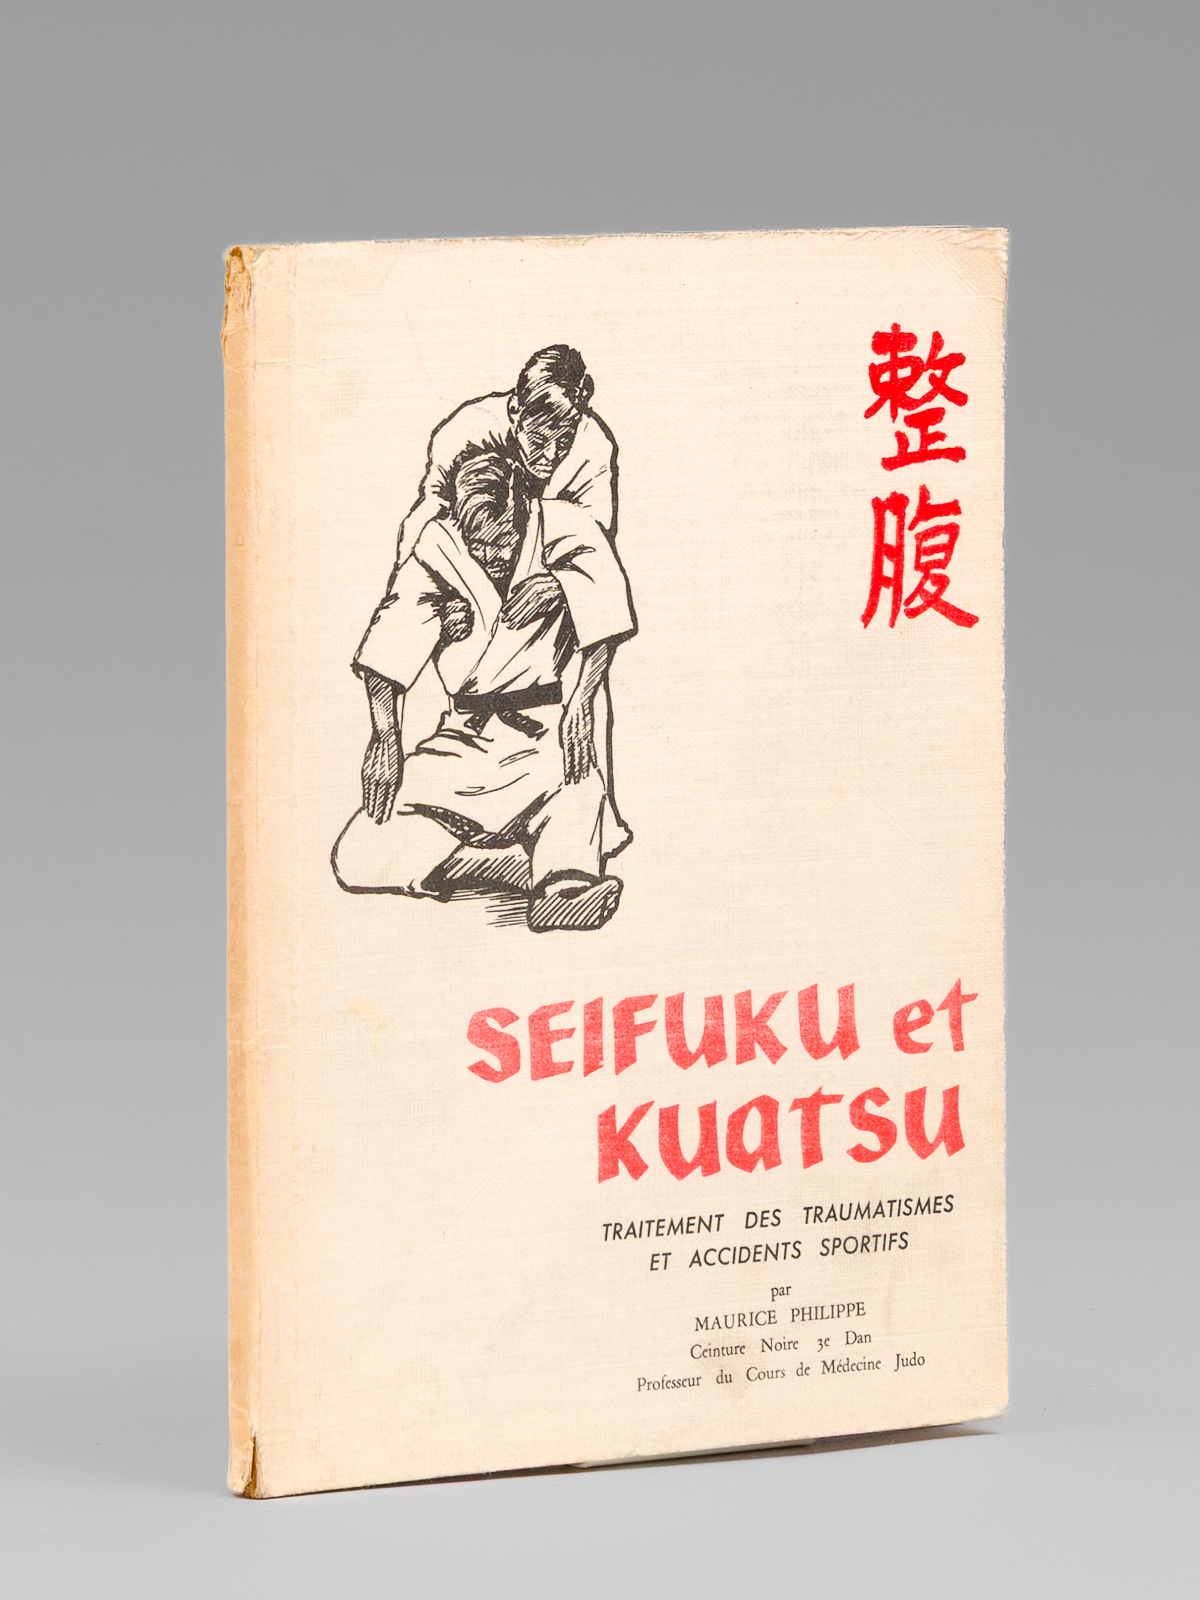 整腹
SEIFUKU et
KUATSU
TRAITEMENT DES TRAUMATISMES
ET ACCIDENTS SPORTIFS
par
MAURICE PHILIPPE
Ceinture Noire 3e Dan
Professeur du Cours de Médecine Judo